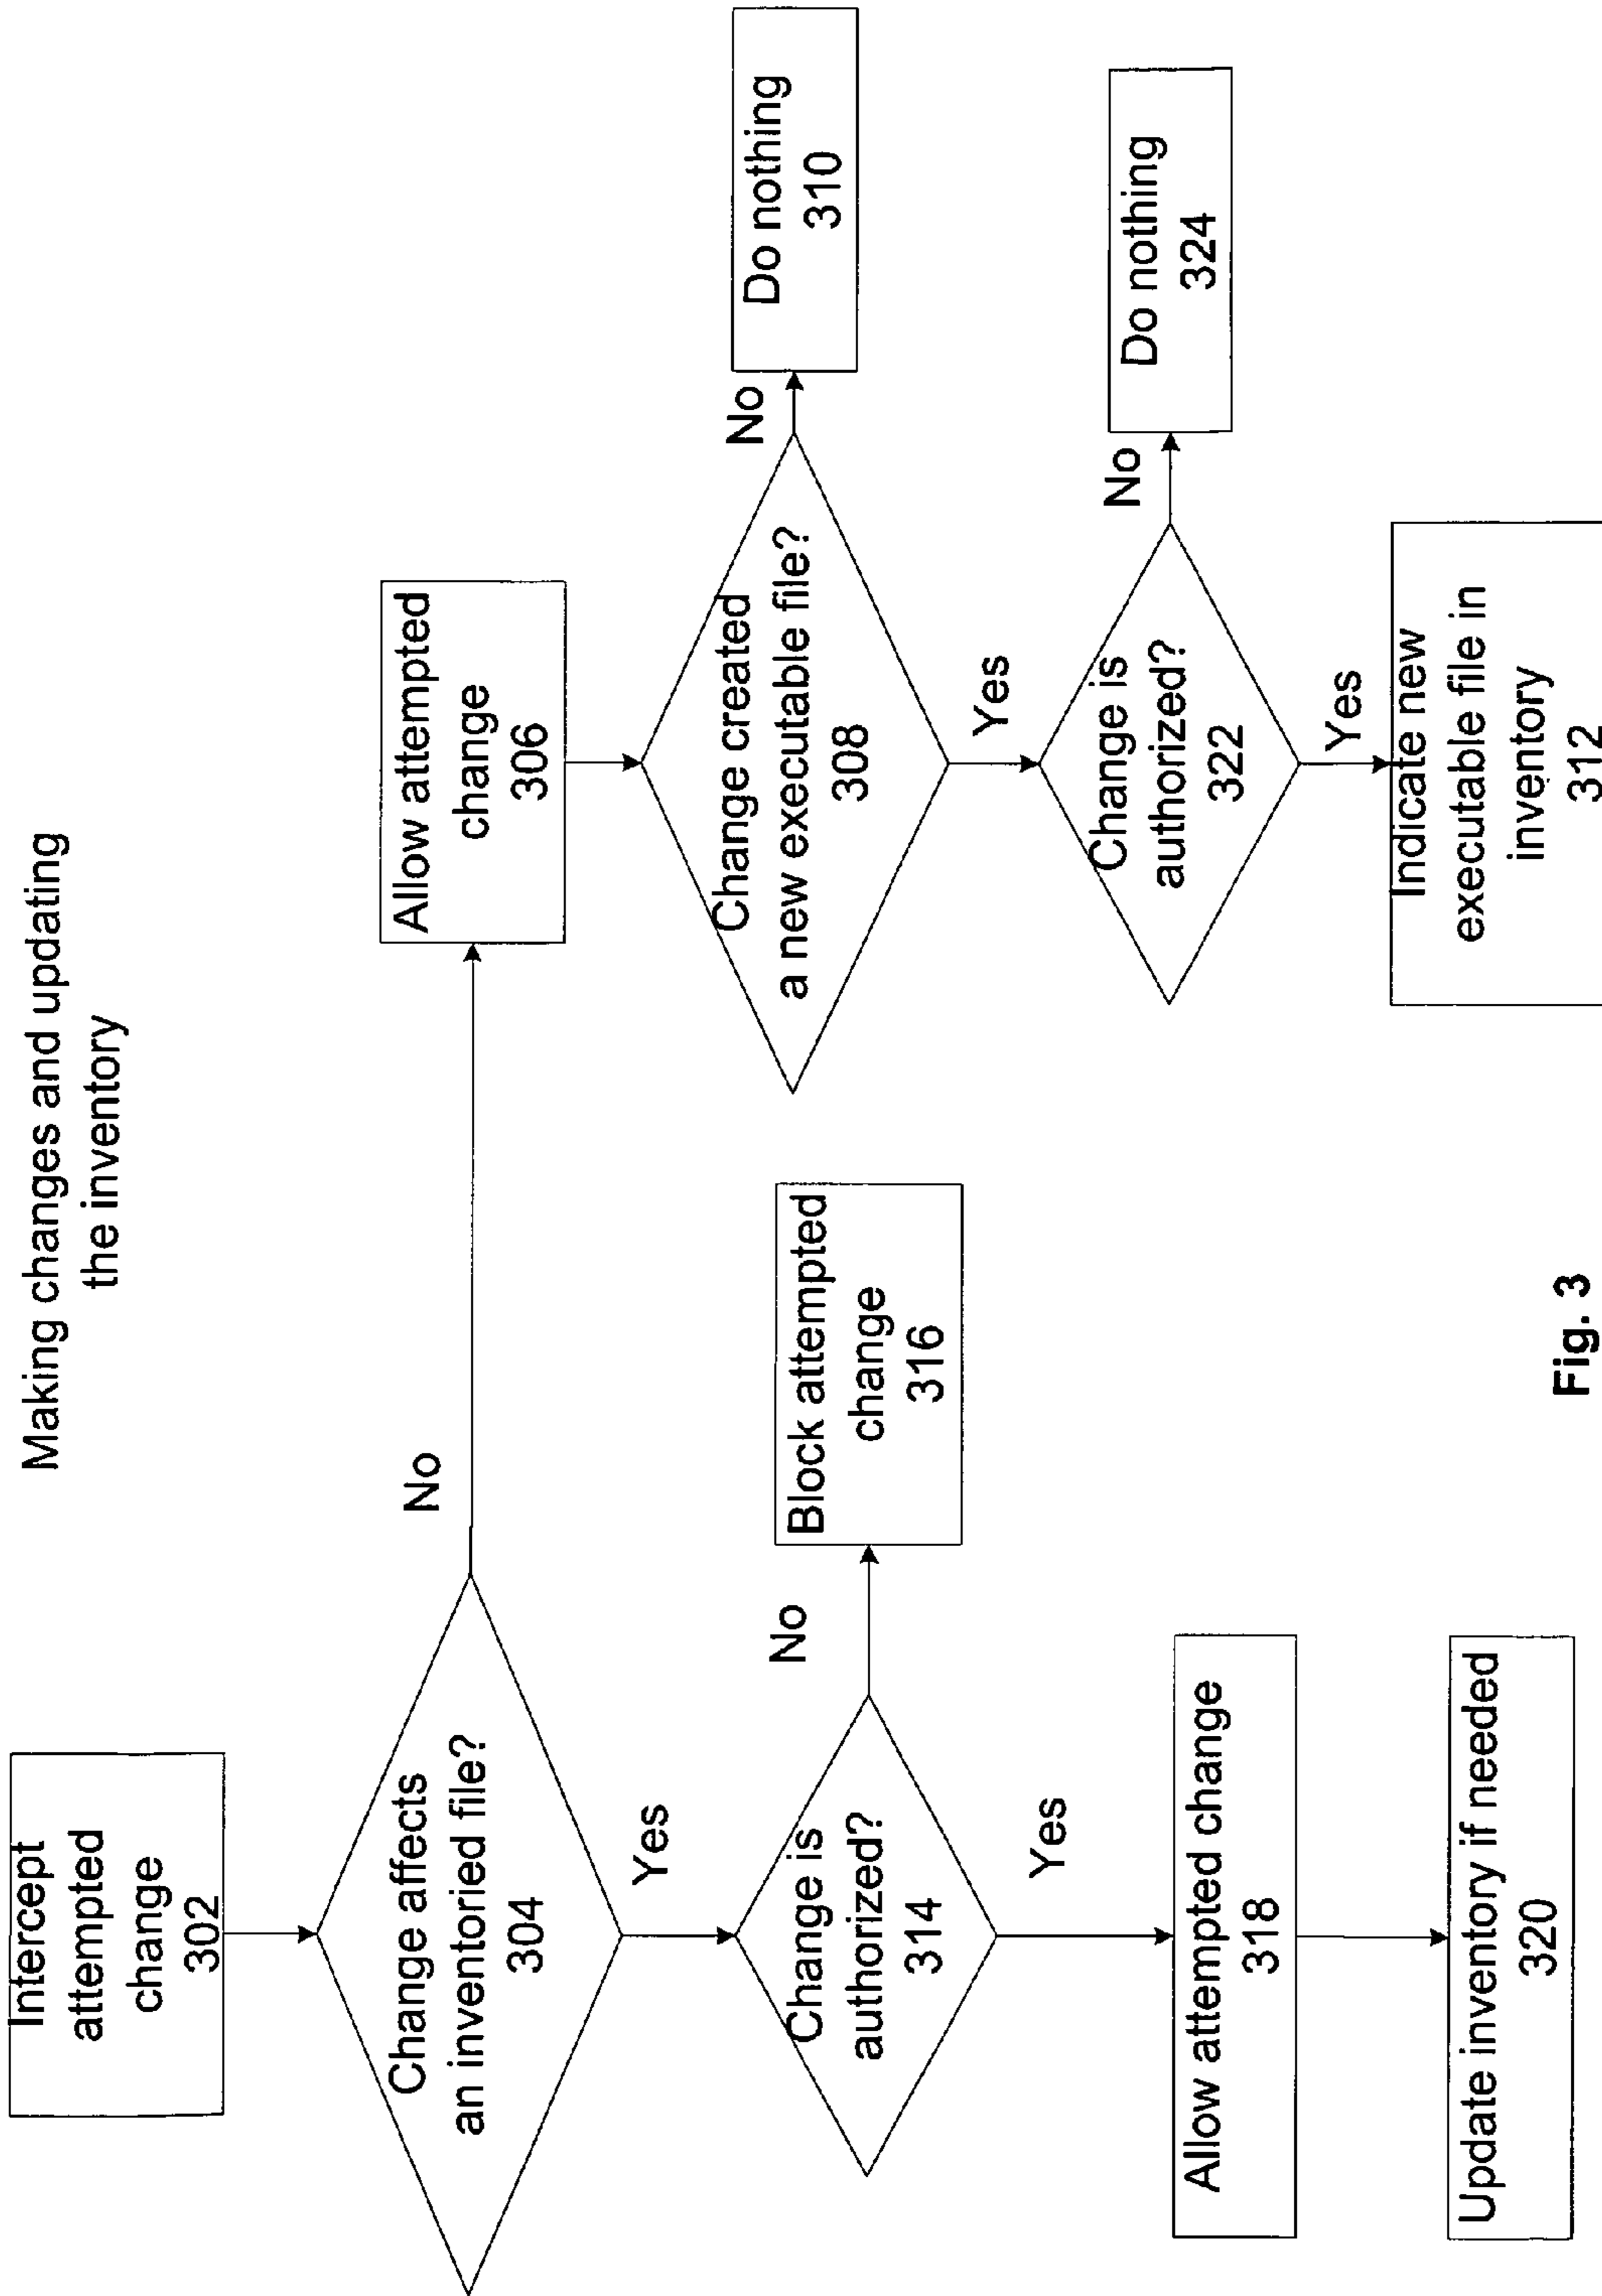 Making changes and updating
the inventory
Intercept
attempted
change
302
Change affects
an inventoried file?
304
No
Yes
Allow attempted
change
306
Change created
a new executable file?
308
No
Do nothing
310
Yes
Change is
authorized?
322
No
Do nothing
324
Yes
Indicate new
executable file in
inventory
312
Change is
authorized?
314
No
Block attempted
change
316
Yes
Allow attempted change
318
Update inventory if needed
320
Fig. 3